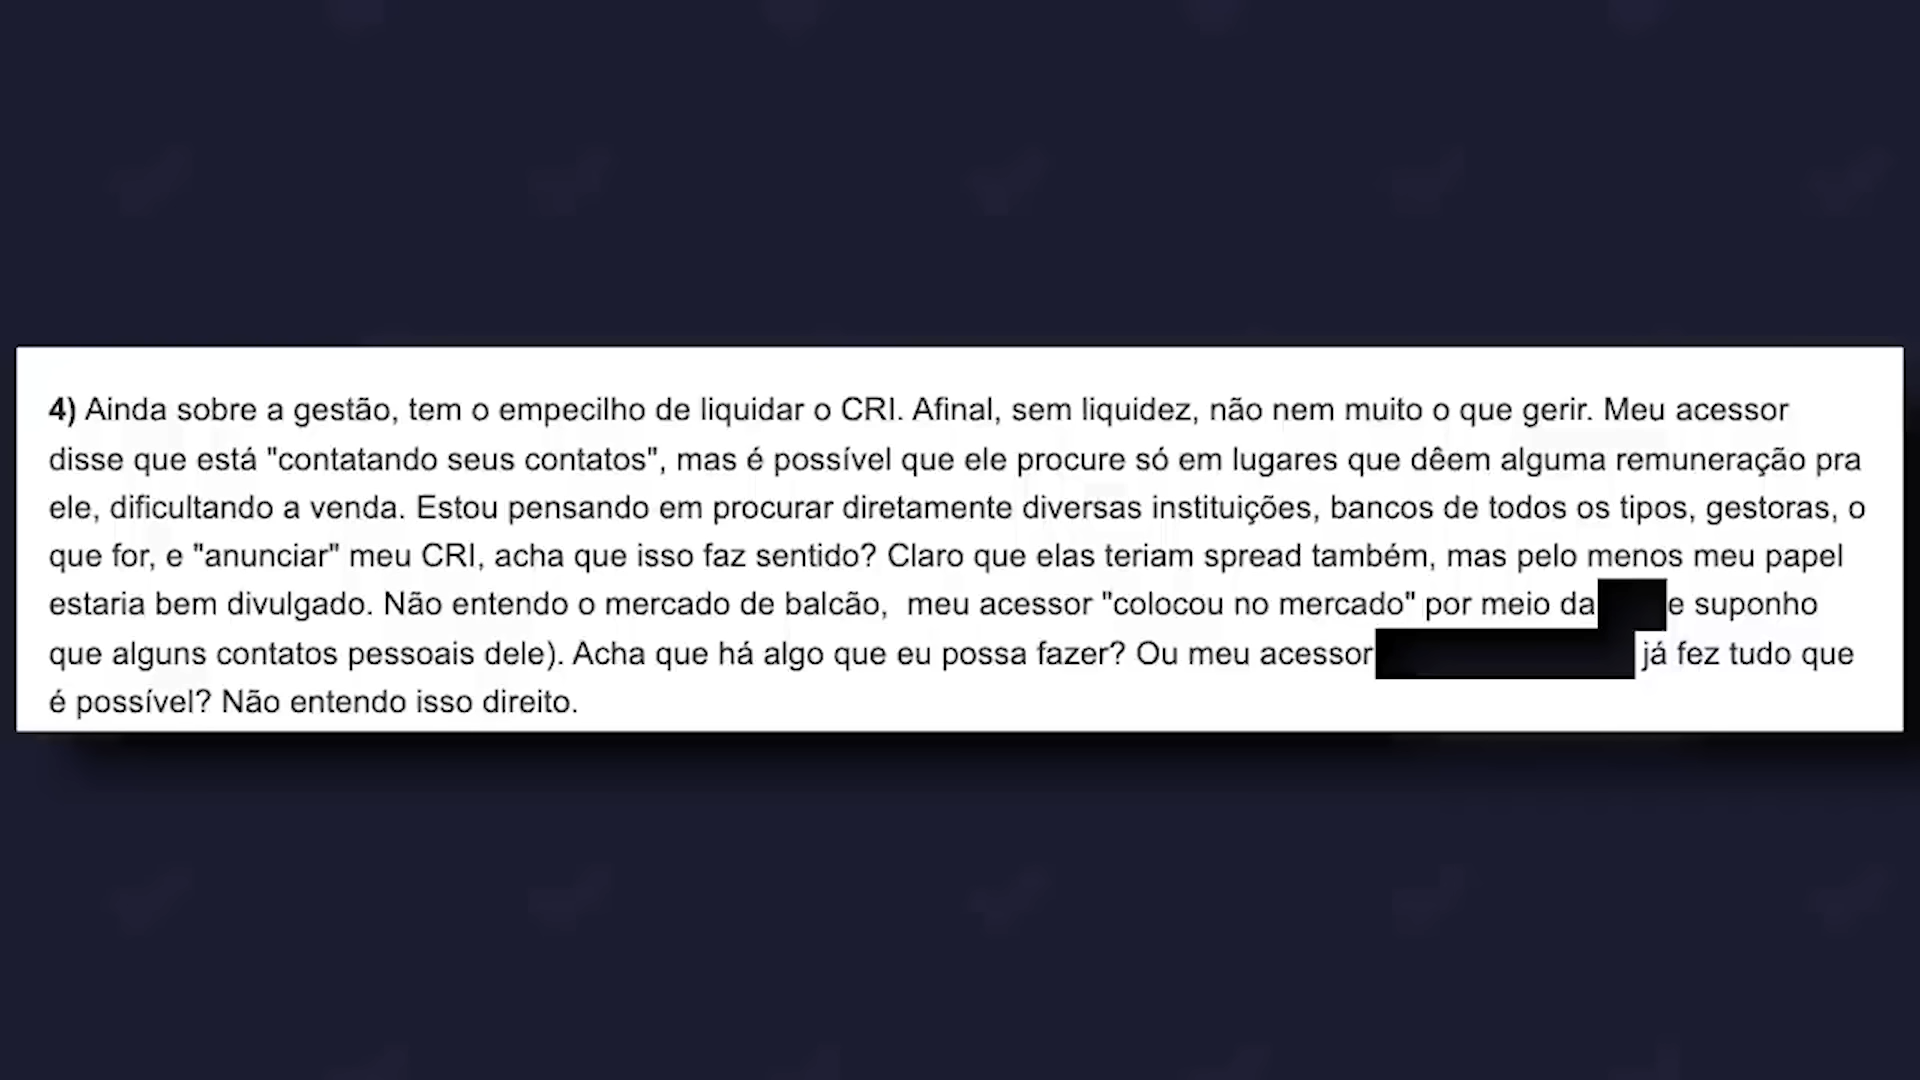 4) Ainda sobre a gestão, tem o empecilho de liquidar o CRI. Afinal, sem liquidez, não nem muito o que gerir. Meu acessor
disse que está "contatando seus contatos", mas é possível que ele procure só em lugares que dêem alguma remuneração pra
ele, dificultando a venda. Estou pensando em procurar diretamente diversas instituições, bancos de todos os tipos, gestoras, o
que for, e "anunciar" meu CRI, acha que isso faz sentido? Claro que elas teriam spread também, mas pelo menos meu papel
estaria bem divulgado. Não entendo o mercado de balcão,  meu acessor "colocou no mercado" por meio da e suponho
que alguns contatos pessoais dele). Acha que há algo que eu possa fazer? Ou meu acessor já fez tudo que
é possível? Não entendo isso direito.